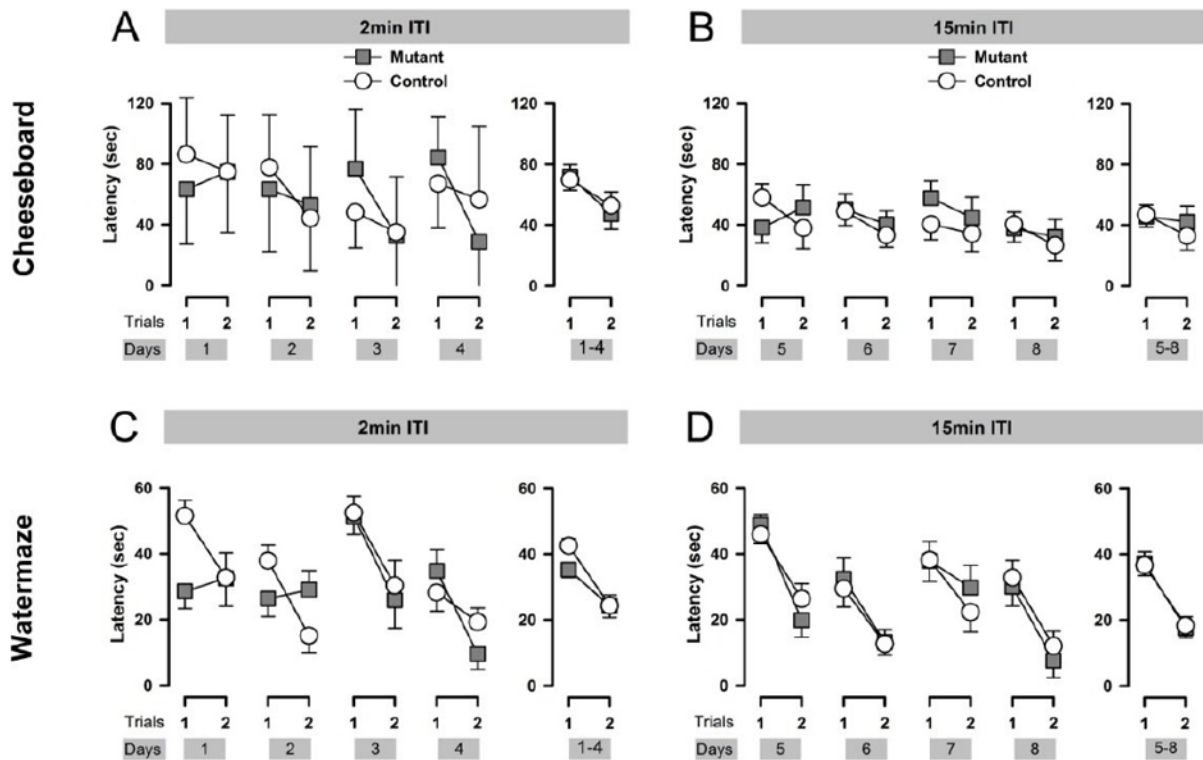 A
2min ITI
Mutant
Control
Cheeseboard
Latency (sec)
120
80
40
0
120
80
40
0
Trials 1 2 1 2 1 2 1 2 1 2
Days 1 2 3 4 1-4
B
15min ITI
Mutant
Control
Latency (sec)
120
80
40
0
120
80
40
0
Trials 1 2 1 2 1 2 1 2 1 2
Days 5 6 7 8 5-8
C
2min ITI
Watermaze
Latency (sec)
60
40
20
0
60
40
20
0
Trials 1 2 1 2 1 2 1 2 1 2
Days 1 2 3 4 1-4
D
15min ITI
Latency (sec)
60
40
20
0
60
40
20
0
Trials 1 2 1 2 1 2 1 2 1 2
Days 5 6 7 8 5-8